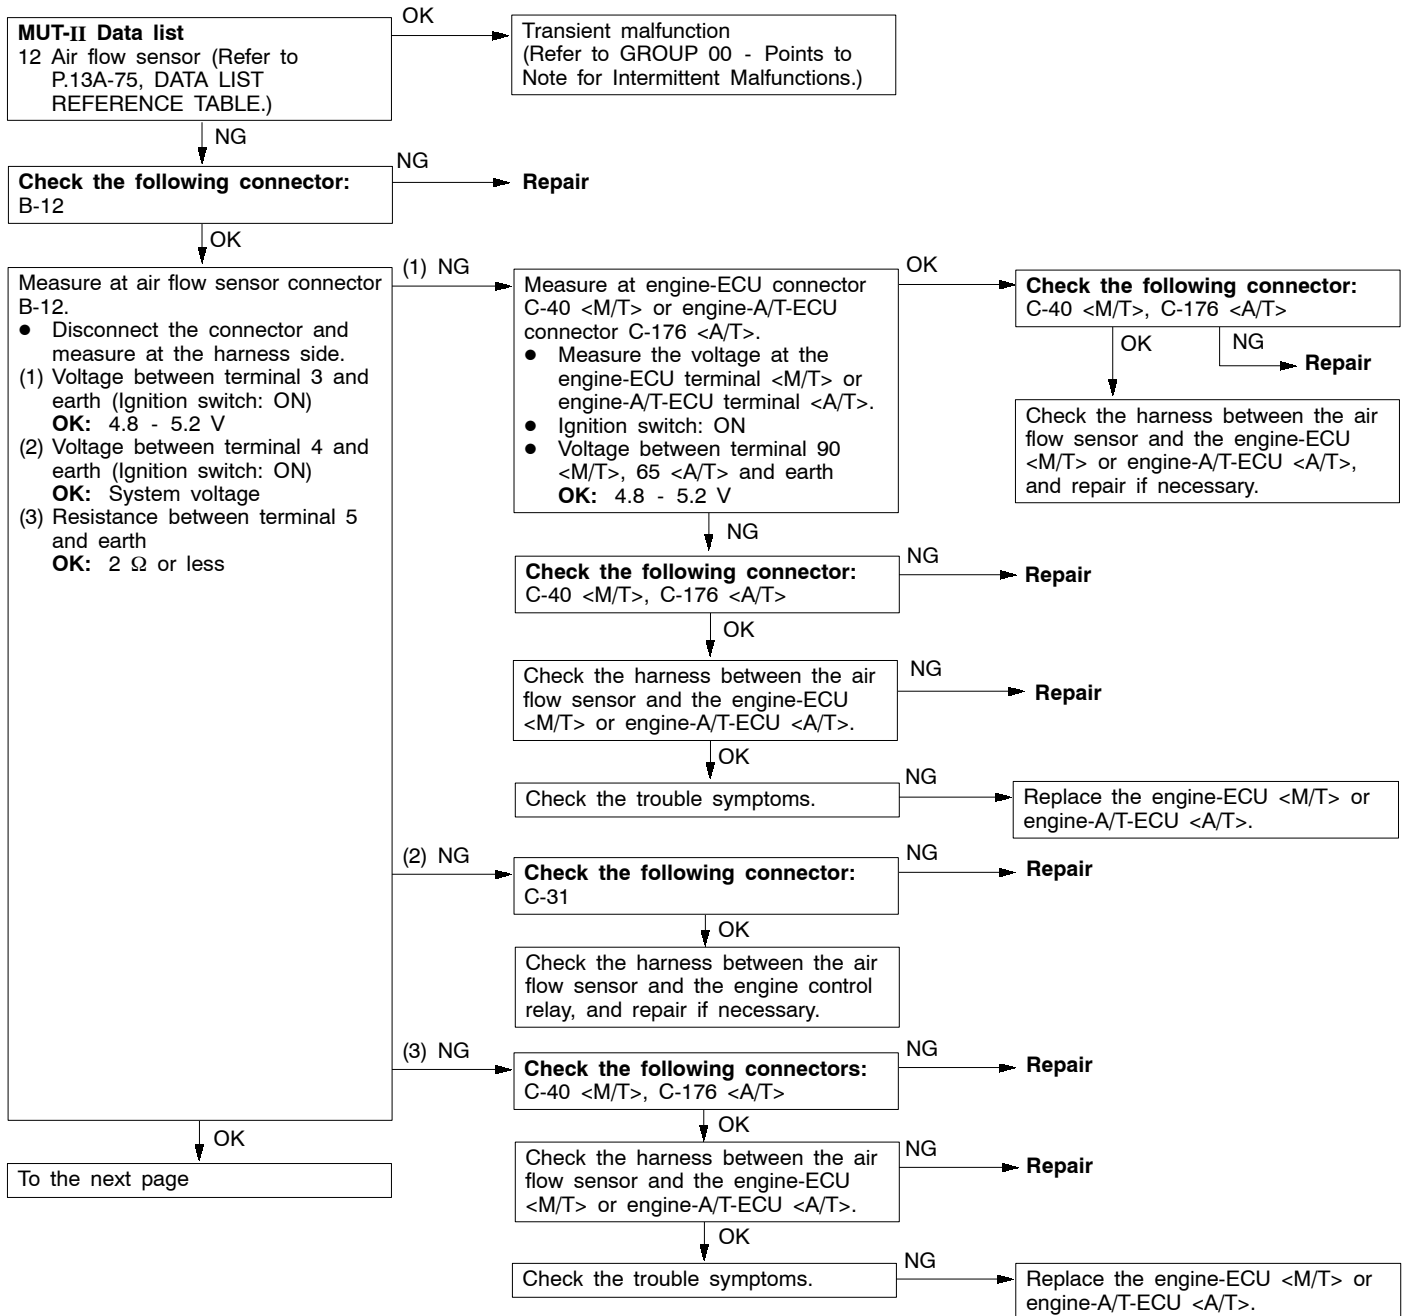 MUT-II Data list
12 Air flow sensor (Refer to
P.13A-75, DATA LIST
REFERENCE TABLE.)
OK
Transient malfunction
(Refer to GROUP 00 - Points to
Note for Intermittent Malfunctions.)
NG
Check the following connector:
B-12
NG
Repair
OK
Measure at air flow sensor connector
B-12.
● Disconnect the connector and
measure at the harness side.
(1) Voltage between terminal 3 and
earth (Ignition switch: ON)
OK: 4.8 - 5.2 V
(2) Voltage between terminal 4 and
earth (Ignition switch: ON)
OK: System voltage
(3) Resistance between terminal 5
and earth
OK: 2 Ω or less
(1) NG
Measure at engine-ECU connector
C-40 <M/T> or engine-A/T-ECU
connector C-176 <A/T>.
● Measure the voltage at the
engine-ECU terminal <M/T> or
engine-A/T-ECU terminal <A/T>.
● Ignition switch: ON
● Voltage between terminal 90
<M/T>, 65 <A/T> and earth
OK: 4.8 - 5.2 V
OK
Check the following connector:
C-40 <M/T>, C-176 <A/T>
OK
NG
Repair
Check the harness between the air
flow sensor and the engine-ECU
<M/T> or engine-A/T-ECU <A/T>,
and repair if necessary.
NG
Check the following connector:
C-40 <M/T>, C-176 <A/T>
NG
Repair
OK
Check the harness between the air
flow sensor and the engine-ECU
<M/T> or engine-A/T-ECU <A/T>.
NG
Repair
OK
Check the trouble symptoms.
NG
Replace the engine-ECU <M/T> or
engine-A/T-ECU <A/T>.
(2) NG
Check the following connector:
C-31
NG
Repair
OK
Check the harness between the air
flow sensor and the engine control
relay, and repair if necessary.
(3) NG
Check the following connectors:
C-40 <M/T>, C-176 <A/T>
NG
Repair
OK
Check the harness between the air
flow sensor and the engine-ECU
<M/T> or engine-A/T-ECU <A/T>.
NG
Repair
OK
Check the trouble symptoms.
NG
Replace the engine-ECU <M/T> or
engine-A/T-ECU <A/T>.
OK
To the next page